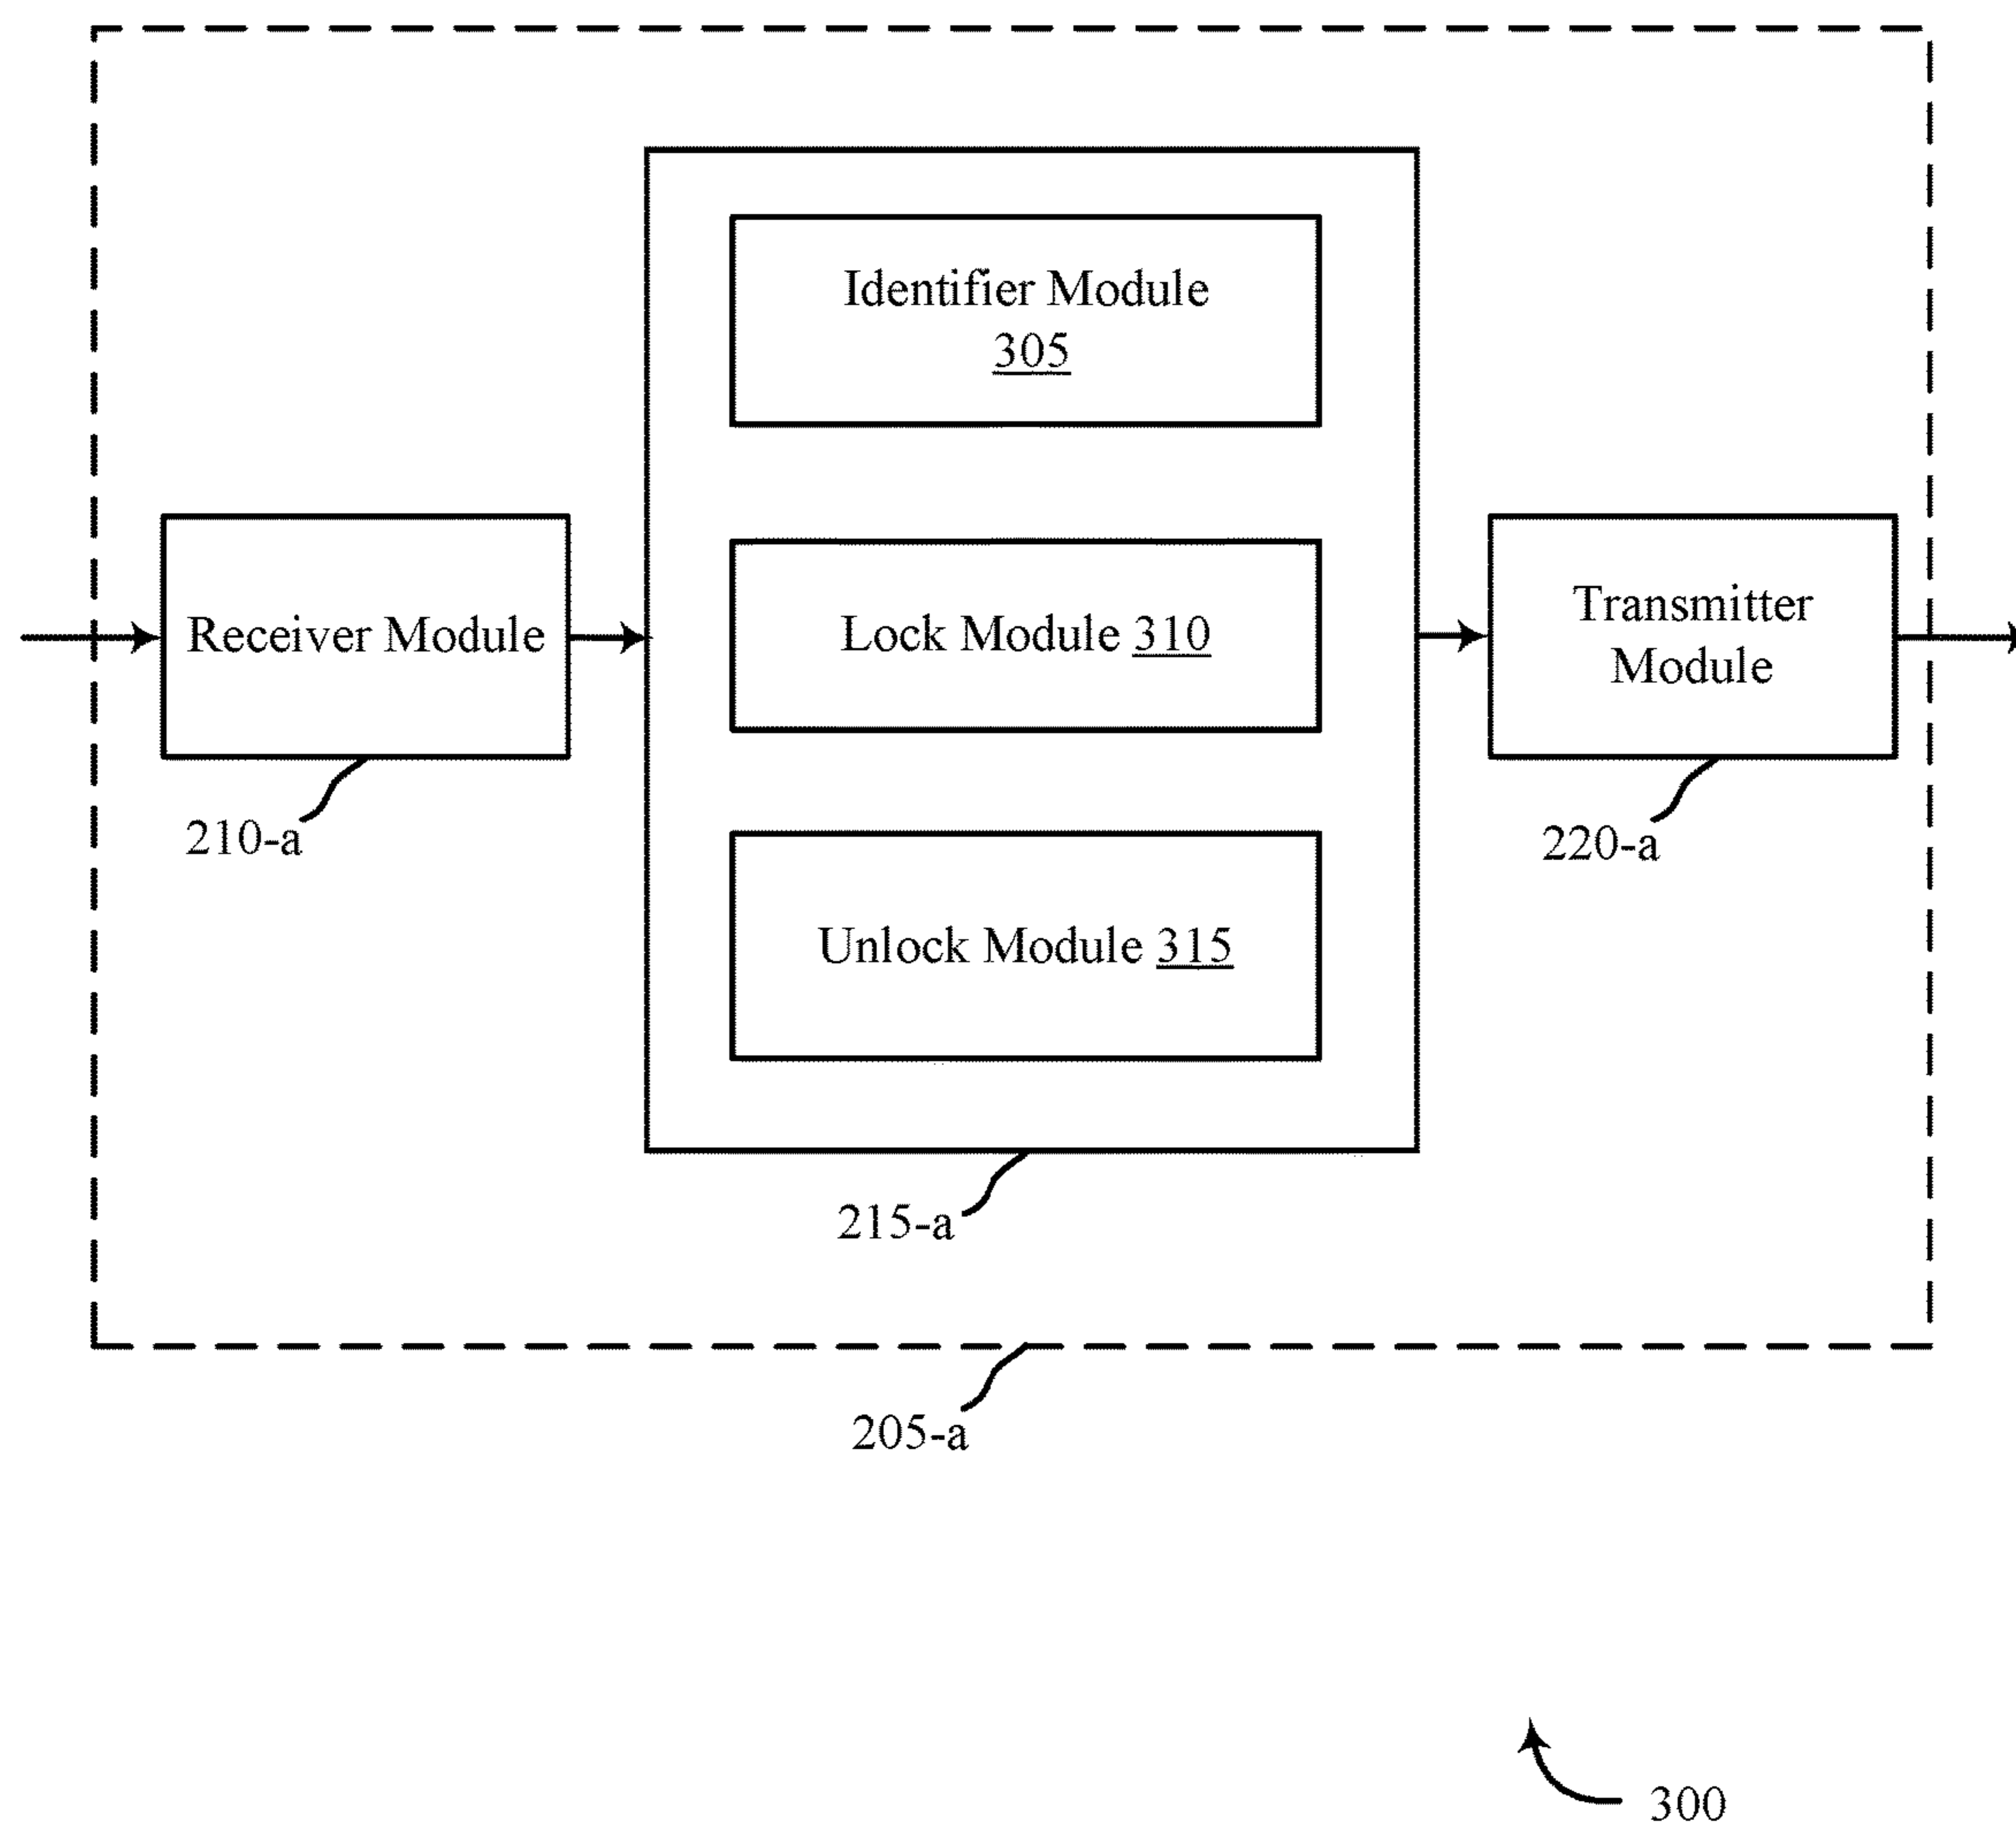 Identifier Module
305
Receiver Module
Lock Module 310
Transmitter
Module
210-a
220-a
Unlock Module 315
215-a
205-a
300